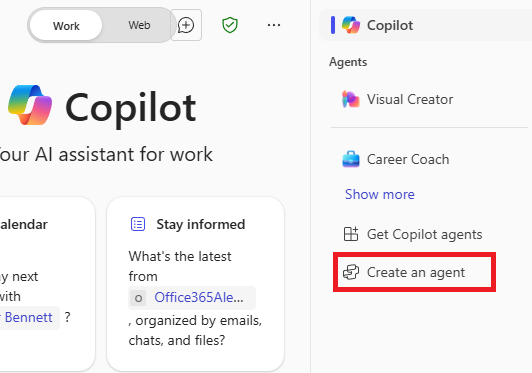 Work
Web
Copilot
Your AI assistant for work
alendar
ny next
with
Bennett ?
Stay informed
What's the latest
from
O Office365Ale...
, organized by emails,
chats, and files?
Copilot
Agents
Visual Creator
Career Coach
Show more
Get Copilot agents
Create an agent